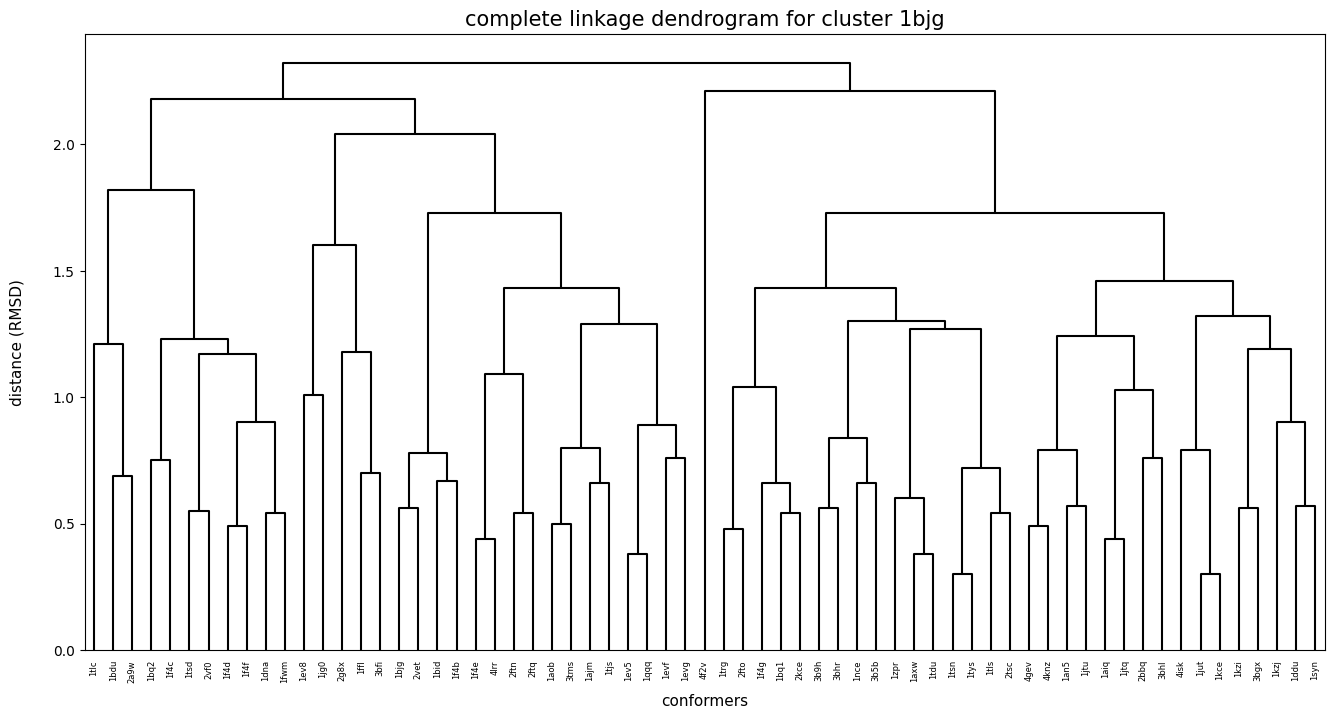 complete linkage dendrogram for cluster 1bjg
distance (RMSD)
2.0
1.5
1.0
0.5
0.0
1tlc 1bdu 2a9w 1bq2 1f4c 1tsd 2vf0 1f4d 1f4f 1dna 1fwm 1ev8 1jg0 2g8x 1ffl 3bfi 1bjg 2vet 1bid 1f4b 1f4e 4lrr 2ftn 2ftq 1aob 3tms 1ajm 1tjs 1ev5 1qqq 1evf 1evg 4f2v 1trg 2fto 1f4g 1bq1 2kce 3b9h 3bhr 1nce 3b5b 1zpr 1axw 1tdu 1tsn 1tys 1tls 2tsc 4gev 4knz 1an5 1jtu 1aiq 1jtq 2bbq 3bhl 4isk 1jut 1kce 1kzi 3bgx 1kzj 1ddu 1syn
conformers